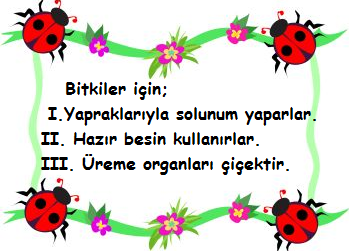 Bitkiler için;
I.Yapraklarıyla solunum yaparlar.
II. Hazır besin kullanırlar.
III. Üreme organları çiçektir.